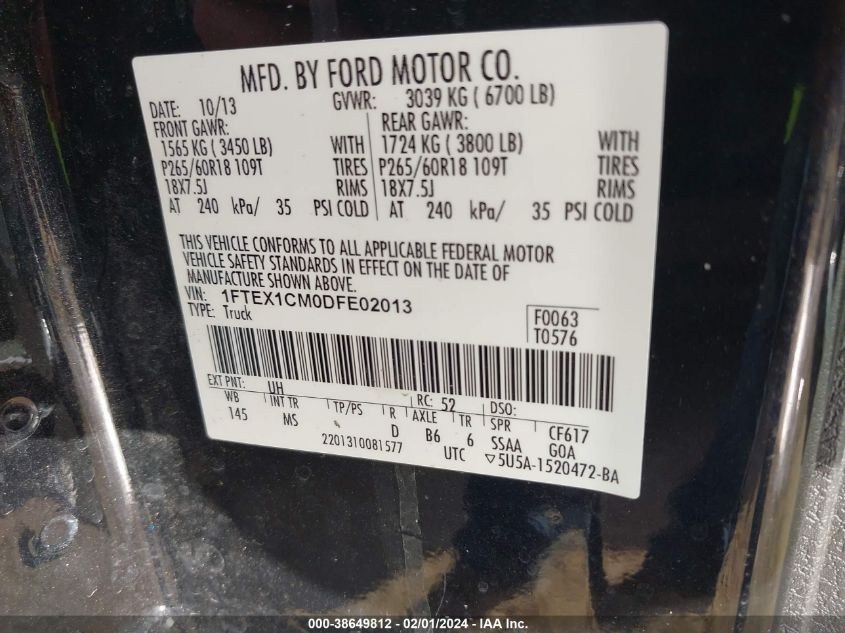 MFD. BY FORD MOTOR CO.
DATE: 10/13 GVWR: 3039 KG ( 6700 LB)
FRONT GAWR: REAR GAWR:
1565 KG ( 3450 LB) WITH 1724 KG ( 3800 LB) WITH
P265/60R18 109T TIRES P265/60R18 109T TIRES
18X7.5J RIMS 18X7.5J RIMS
AT 240 kPa/ 35 PSI COLD AT 240 kPa/ 35 PSI COLD
THIS VEHICLE CONFORMS TO ALL APPLICABLE FEDERAL MOTOR
VEHICLE SAFETY STANDARDS IN EFFECT ON THE DATE OF
MANUFACTURE SHOWN ABOVE.
VIN: 1FTEX1CM0DFE02013
TYPE: Truck
F0063
T0576
EXT PNT: UH RC: 52 DSO:
WB INT TR TP/PS R AXLE TR SPR CF617
145 MS D B6 6 SSAA GOA
2201310081577 UTC ▽5U5A-1520472-BA
000-38649812 - 02/01/2024 - IAAI.com